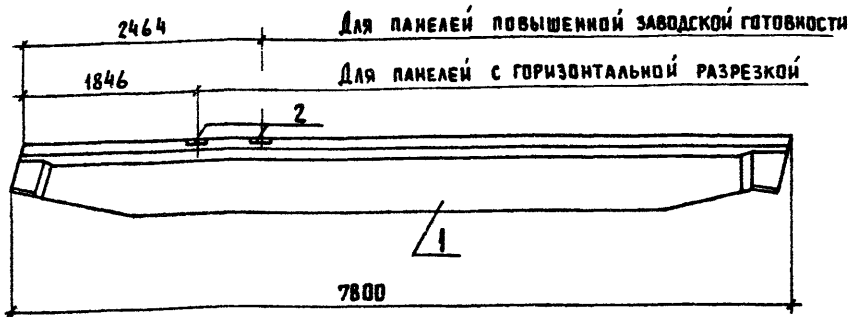 2464 Для панелей повышенной заводской готовности
1846 Для панелей с горизонтальной разрезкой
2
1
7800